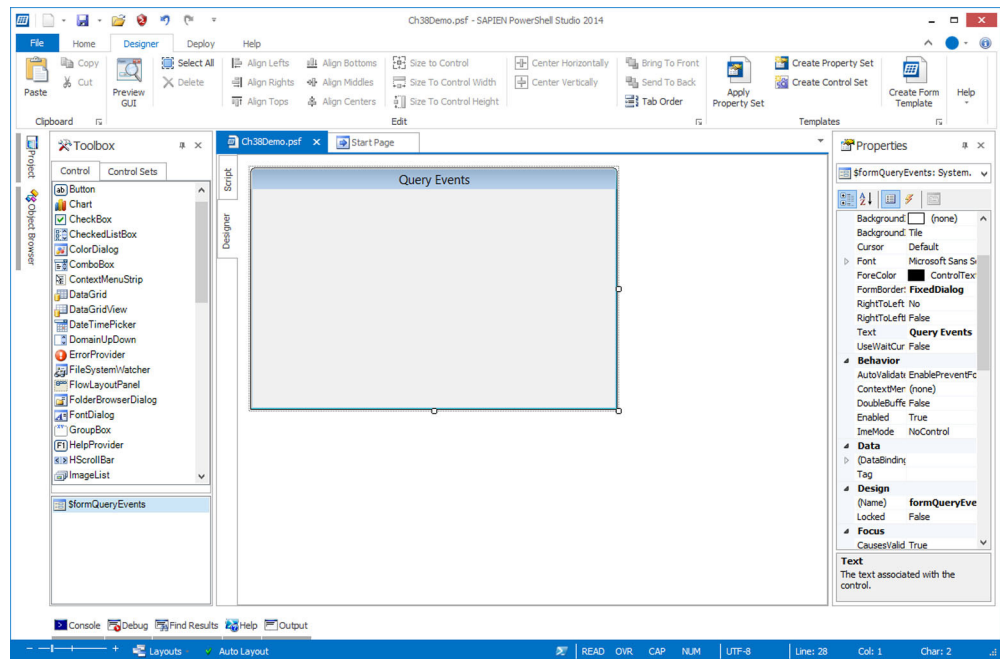 Ch38Demo.psf - SAPIEN PowerShell Studio 2014
File Home Designer Deploy Help
Paste
Copy
Cut
Clipboard
Preview GUI
Select All
Delete
Align Lefts
Align Rights
Align Tops
Align Bottoms
Align Middles
Align Centers
Size to Control
Size To Control Width
Size To Control Height
Center Horizontally
Center Vertically
Bring To Front
Send To Back
Tab Order
Edit
Apply Property Set
Create Property Set
Create Control Set
Create Form Template
Templates
Help
Project
Object Browser
Toolbox
Control Control Sets
Button
Chart
CheckBox
CheckedListBox
ColorDialog
ComboBox
ContextMenuStrip
DataGrid
DataGridView
DateTimePicker
DomainUpDown
ErrorProvider
FileSystemWatcher
FlowLayoutPanel
FolderBrowserDialog
FontDialog
GroupBox
HelpProvider
HScrollBar
ImageList
$formQueryEvents
Ch38Demo.psf Start Page
Script
Designer
Query Events
Properties
$formQueryEvents: System.
Background: (none)
Background: Tile
Cursor Default
Font Microsoft Sans S
ForeColor ControlTex
FormBorder: FixedDialog
RightToLeft No
RightToLeftl False
Text Query Events
UseWaitCur False
Behavior
AutoValidate EnablePreventFo
ContextMer (none)
DoubleBuffe False
Enabled True
ImeMode NoControl
Data
(DataBinding
Tag
Design
(Name) formQueryEve
Locked False
Focus
CausesValid True
Text
The text associated with the
control.
Console Debug Find Results Help Output
Layouts Auto Layout READ OVR CAP NUM UTF-8 Line: 28 Col: 1 Char: 2